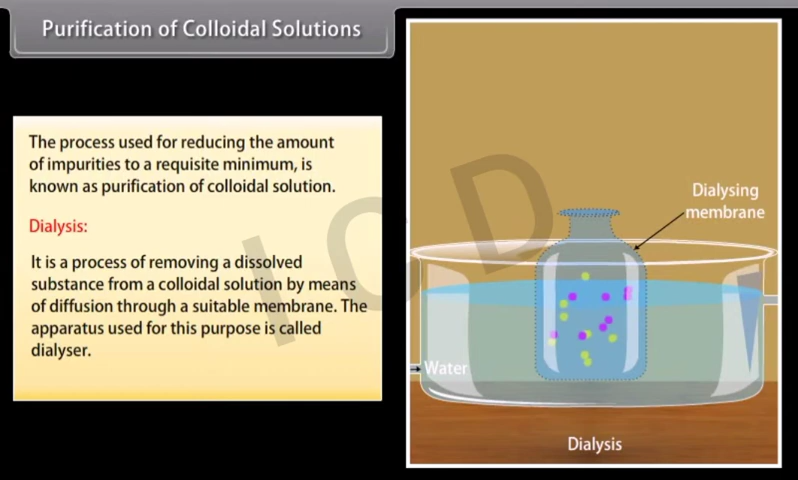 Purification of Colloidal Solutions
The process used for reducing the amount
of impurities to a requisite minimum, is
known as purification of colloidal solution.
Dialysis:
It is a process of removing a dissolved
substance from a colloidal solution by means
of diffusion through a suitable membrane. The
apparatus used for this purpose is called
dialyser.
ICD
Dialysing
membrane
Water
Dialysis